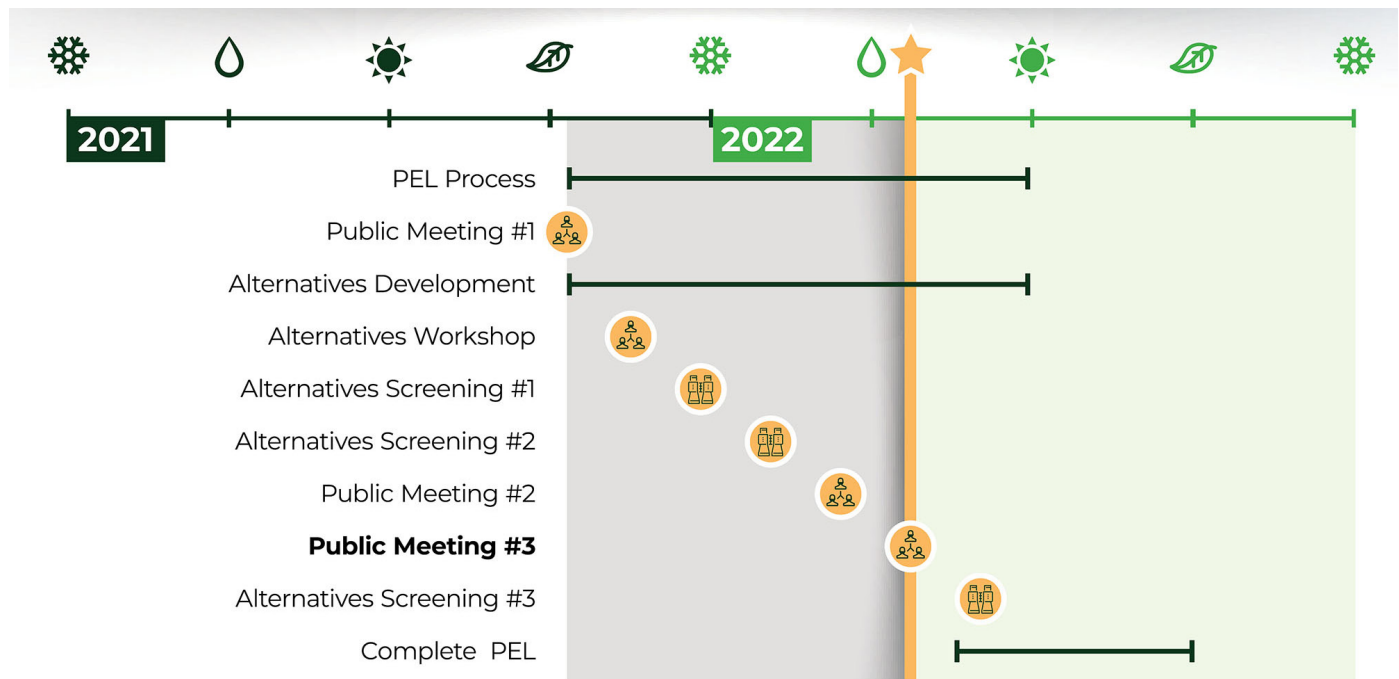 2021
2022
PEL Process
Public Meeting #1
Alternatives Development
Alternatives Workshop
Alternatives Screening #1
Alternatives Screening #2
Public Meeting #2
Public Meeting #3
Alternatives Screening #3
Complete PEL